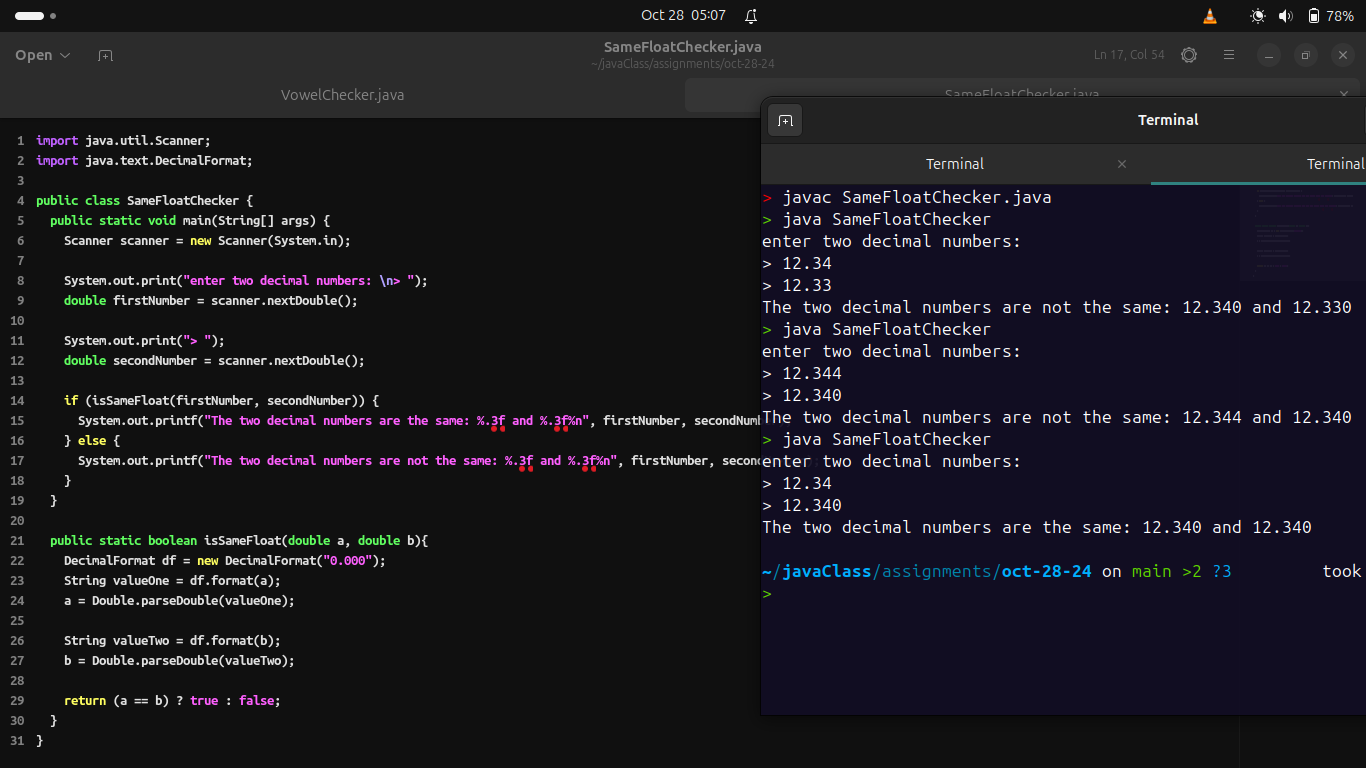 Oct 28 05:07
78%
Open
SameFloatChecker.java
~/javaClass/assignments/oct-28-24
Ln 17, Col 54
VowelChecker.java
SameFloatChecker.java
1 import java.util.Scanner;
2 import java.text.DecimalFormat;
3
4 public class SameFloatChecker {
5 public static void main(String[] args) {
6 Scanner scanner = new Scanner(System.in);
7
8 System.out.print("enter two decimal numbers: \n> ");
9 double firstNumber = scanner.nextDouble();
10
11 System.out.print("> ");
12 double secondNumber = scanner.nextDouble();
13
14 if (isSameFloat(firstNumber, secondNumber)) {
15 System.out.printf("The two decimal numbers are the same: %.3f and %.3f%n", firstNumber, secondNum
16 } else {
17 System.out.printf("The two decimal numbers are not the same: %.3f and %.3f%n", firstNumber, secon
18 }
19 }
20
21 public static boolean isSameFloat(double a, double b){
22 DecimalFormat df = new DecimalFormat("0.000");
23 String valueOne = df.format(a);
24 a = Double.parseDouble(valueOne);
25
26 String valueTwo = df.format(b);
27 b = Double.parseDouble(valueTwo);
28
29 return (a == b) ? true : false;
30 }
31 }
Terminal
Terminal
Terminal
> javac SameFloatChecker.java
> java SameFloatChecker
enter two decimal numbers:
> 12.34
> 12.33
The two decimal numbers are not the same: 12.340 and 12.330
> java SameFloatChecker
enter two decimal numbers:
> 12.344
> 12.340
The two decimal numbers are not the same: 12.344 and 12.340
> java SameFloatChecker
enter two decimal numbers:
> 12.34
> 12.340
The two decimal numbers are the same: 12.340 and 12.340
~/javaClass/assignments/oct-28-24 on main >2 ?3 took
>